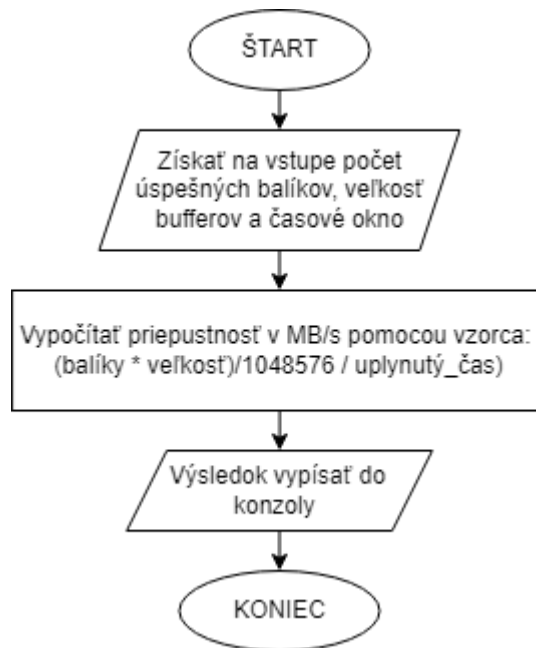 ŠTART
Získať na vstupe počet
úspešných balíkov, veľkosť
bufferov a časové okno
Vypočítať priepustnosť v MB/s pomocou vzorca:
(balíky * veľkosť)/1048576 / uplynutý_čas)
Výsledok vypísať do
konzoly
KONIEC